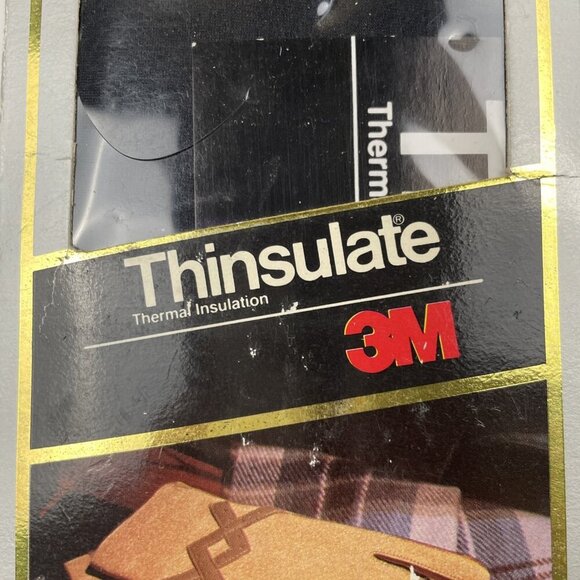 T
Therm
Thinsulate®
Thermal Insulation
3M